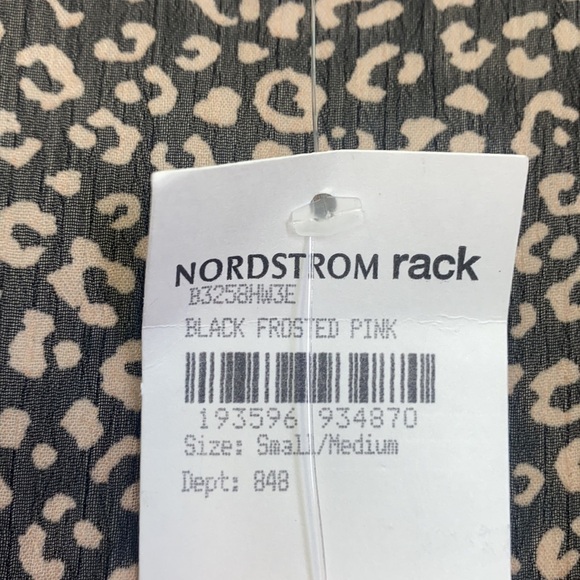 NORDSTROM rack
B3258HW3E
BLACK FROSTED PINK
193596 934870
Size: Small/Medium
Dept: 848